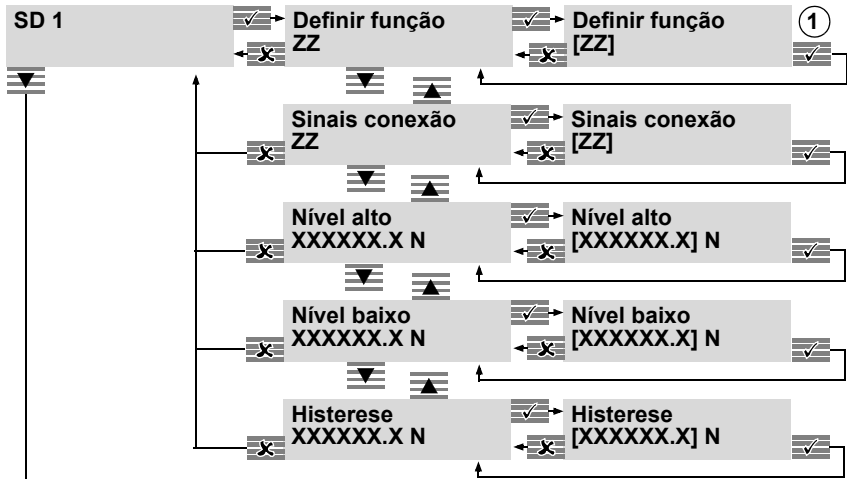 SD 1
Definir função
ZZ
Definir função
[ZZ]
1
Sinais conexão
ZZ
Sinais conexão
[ZZ]
Nível alto
XXXXXX.X N
Nível alto
[XXXXXX.X] N
Nível baixo
XXXXXX.X N
Nível baixo
[XXXXXX.X] N
Histerese
XXXXXX.X N
Histerese
[XXXXXX.X] N